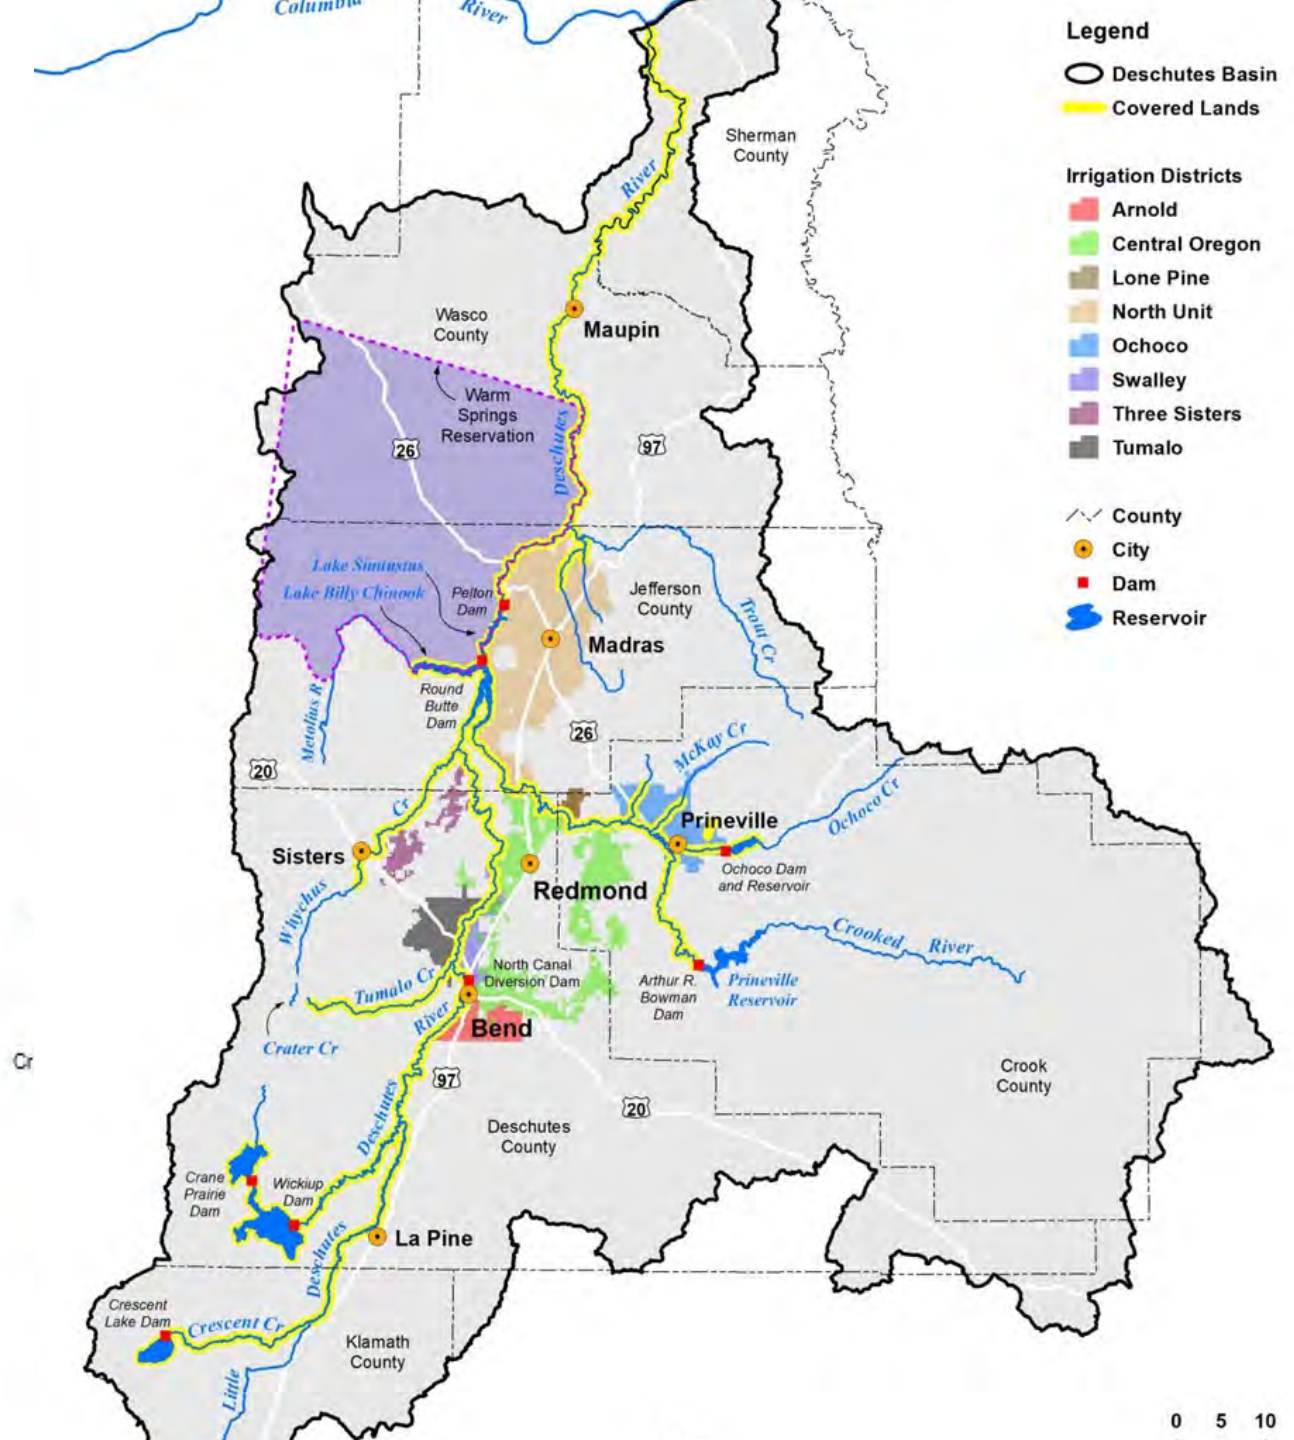 Columbia
River
Legend
Deschutes Basin
Covered Lands
Sherman
County
River
Irrigation Districts
Arnold
Central Oregon
Lone Pine
North Unit
Ochoco
Swalley
Three Sisters
Tumalo
Wasco
County
Maupin
Warm
Springs
Reservation
26
97
Deschutes
County
City
Dam
Reservoir
Lake Simtustus
Lake Billy Chinook
Pelton
Dam
Jefferson
County
Trout Cr
Madras
Round
Butte
Dam
Metolius R
26
McKay Cr
20
Cr
Ochoco Cr
Prineville
Sisters
Ochoco Dam
and Reservoir
Redmond
Whychus
Crooked River
North Canal
Diversion Dam
Tumalo Cr
Arthur R.
Bowman
Dam
Prineville
Reservoir
River
Bend
Crater Cr
Cr
97
Crook
County
20
Deschutes
Deschutes
County
Crane
Prairie
Dam
Wickiup
Dam
La Pine
Deschutes
Crescent
Lake Dam
Crescent Cr
Klamath
County
Little
0 5 10